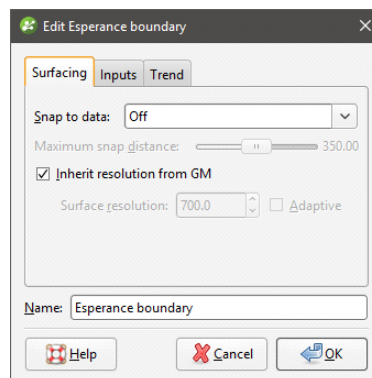 Edit Esperance boundary
Surfacing Inputs Trend
Snap to data: Off
Maximum snap distance: 350.00
Inherit resolution from GM
Surface resolution: 700.0 Adaptive
Name: Esperance boundary
Help Cancel OK